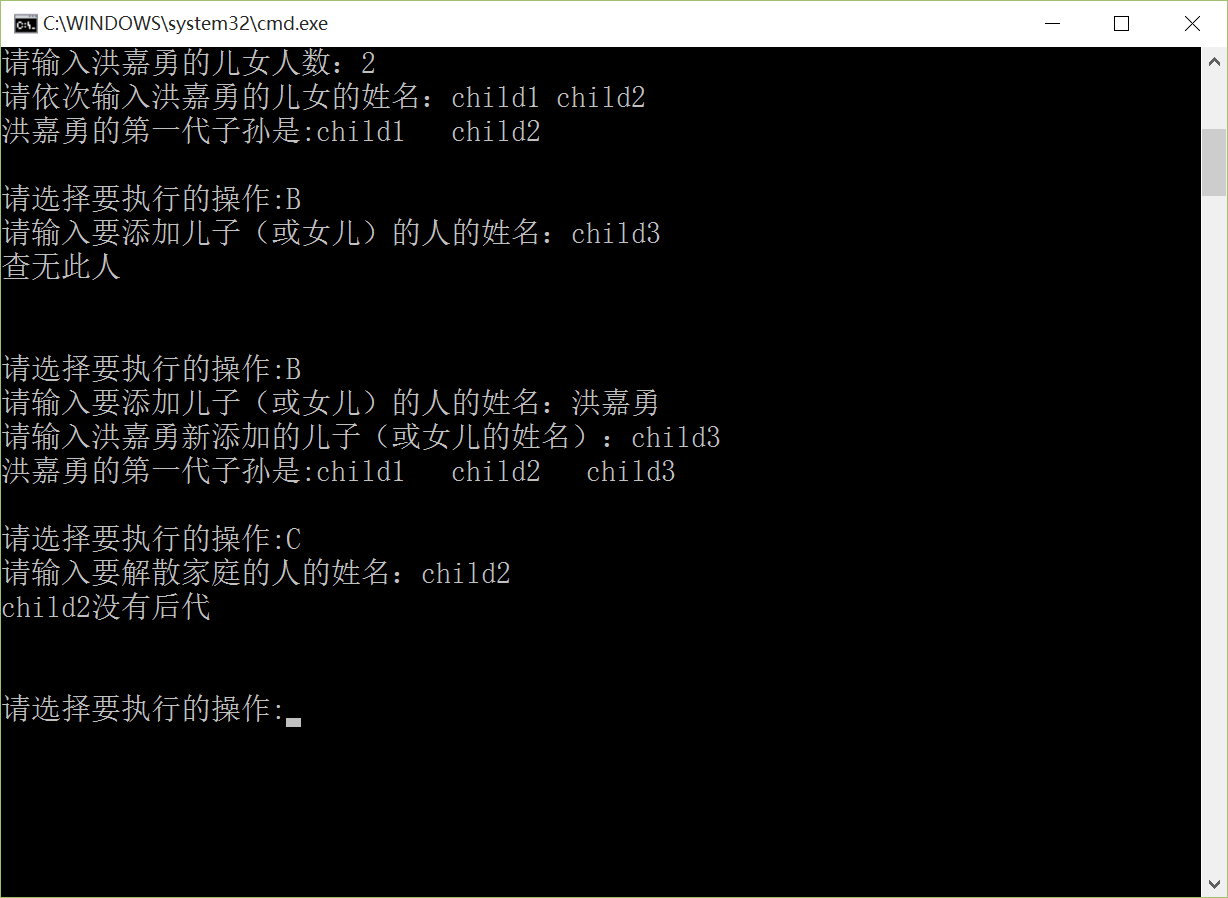 C:\WINDOWS\system32\cmd.exe
请输入洪嘉勇的儿女人数：2
请依次输入洪嘉勇的儿女的姓名：child1 child2
洪嘉勇的第一代子孙是:child1   child2
请选择要执行的操作:B
请输入要添加儿子（或女儿）的人的姓名：child3
查无此人
请选择要执行的操作:B
请输入要添加儿子（或女儿）的人的姓名：洪嘉勇
请输入洪嘉勇新添加的儿子（或女儿的姓名）：child3
洪嘉勇的第一代子孙是:child1   child2   child3
请选择要执行的操作:C
请输入要解散家庭的人的姓名：child2
child2没有后代
请选择要执行的操作: